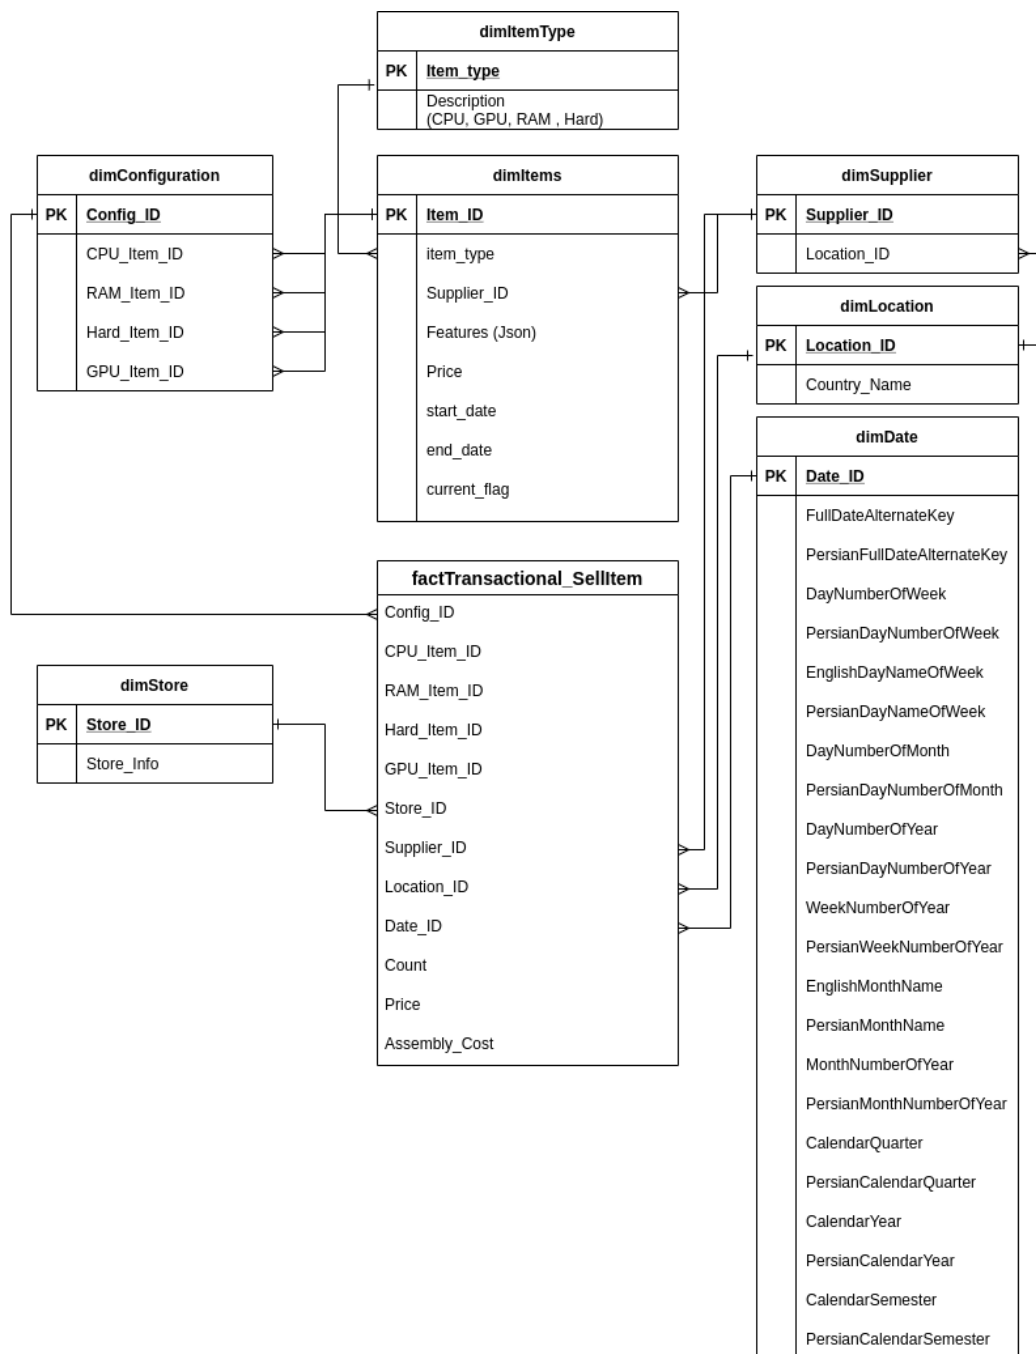 dimItemType
PK Item_type
Description
(CPU, GPU, RAM , Hard)
dimConfiguration
PK Config_ID
CPU_Item_ID
RAM_Item_ID
Hard_Item_ID
GPU_Item_ID
dimItems
PK Item_ID
item_type
Supplier_ID
Features (Json)
Price
start_date
end_date
current_flag
dimSupplier
PK Supplier_ID
Location_ID
dimLocation
PK Location_ID
Country_Name
dimDate
PK Date_ID
FullDateAlternateKey
PersianFullDateAlternateKey
DayNumberOfWeek
PersianDayNumberOfWeek
EnglishDayNameOfWeek
PersianDayNameOfWeek
DayNumberOfMonth
PersianDayNumberOfMonth
DayNumberOfYear
PersianDayNumberOfYear
WeekNumberOfYear
PersianWeekNumberOfYear
EnglishMonthName
PersianMonthName
MonthNumberOfYear
PersianMonthNumberOfYear
CalendarQuarter
PersianCalendarQuarter
CalendarYear
PersianCalendarYear
CalendarSemester
PersianCalendarSemester
factTransactional_SellItem
Config_ID
CPU_Item_ID
RAM_Item_ID
Hard_Item_ID
GPU_Item_ID
Store_ID
Supplier_ID
Location_ID
Date_ID
Count
Price
Assembly_Cost
dimStore
PK Store_ID
Store_Info